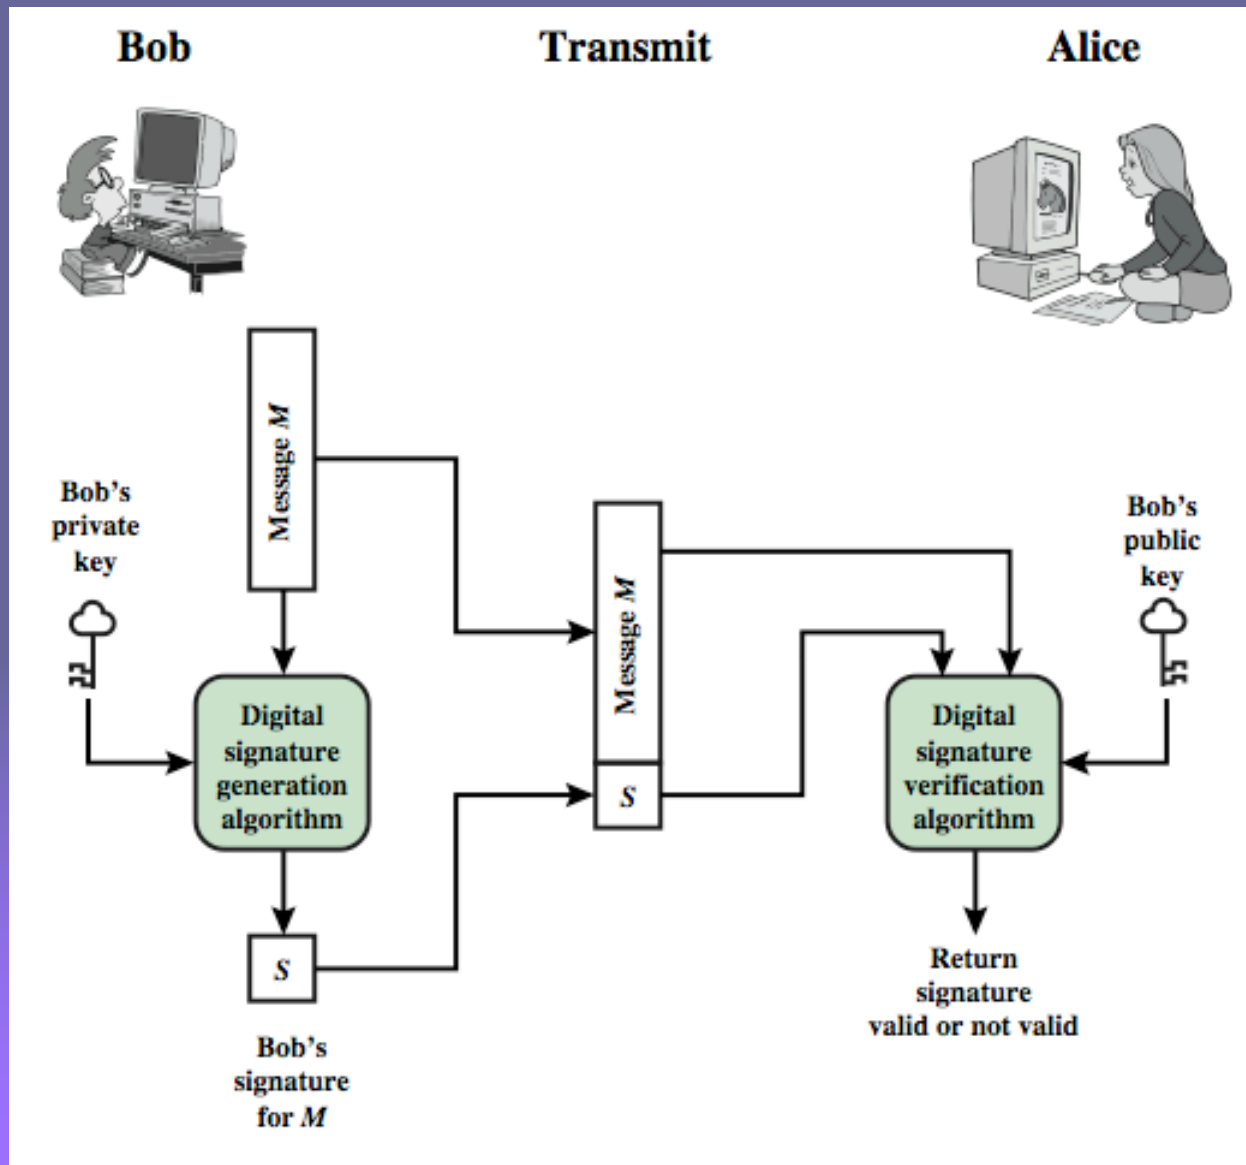 Bob
Transmit
Alice
Message M
Bob's
private
key
Message M
Bob's
public
key
Digital
signature
generation
algorithm
S
Digital
signature
verification
algorithm
S
Bob's
signature
for M
Return
signature
valid or not valid